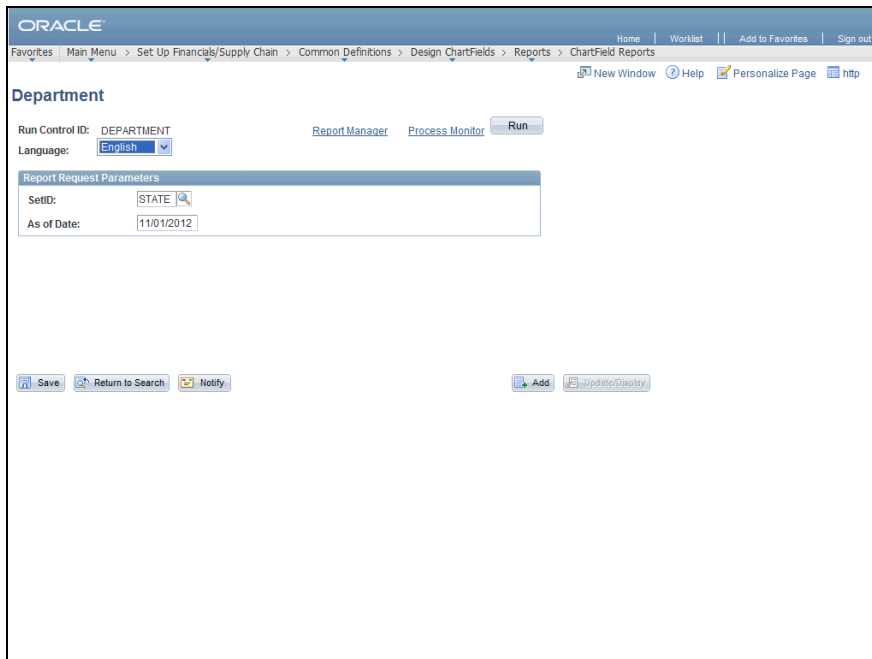 ORACLE
Home | Worklist || Add to Favorites | Sign out
Favorites Main Menu > Set Up Financials/Supply Chain > Common Definitions > Design ChartFields > Reports > ChartField Reports
New Window Help Personalize Page http
Department
Run Control ID: DEPARTMENT Report Manager Process Monitor Run
Language: English
Report Request Parameters
SetID: STATE
As of Date: 11/01/2012
Save Return to Search Notify Add Update/Display